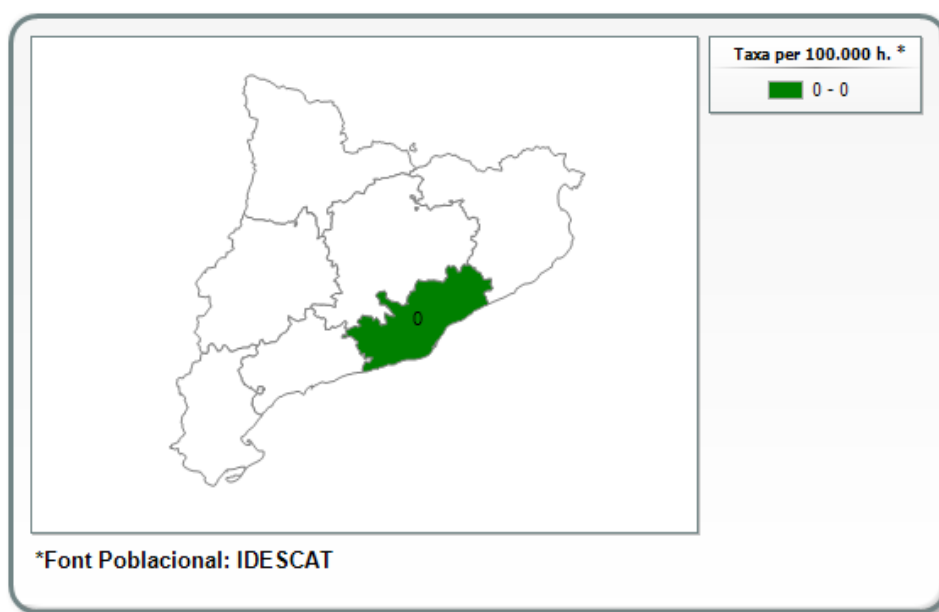 Taxa per 100.000 h. *
0 - 0
0
*Font Poblacional: IDESCAT